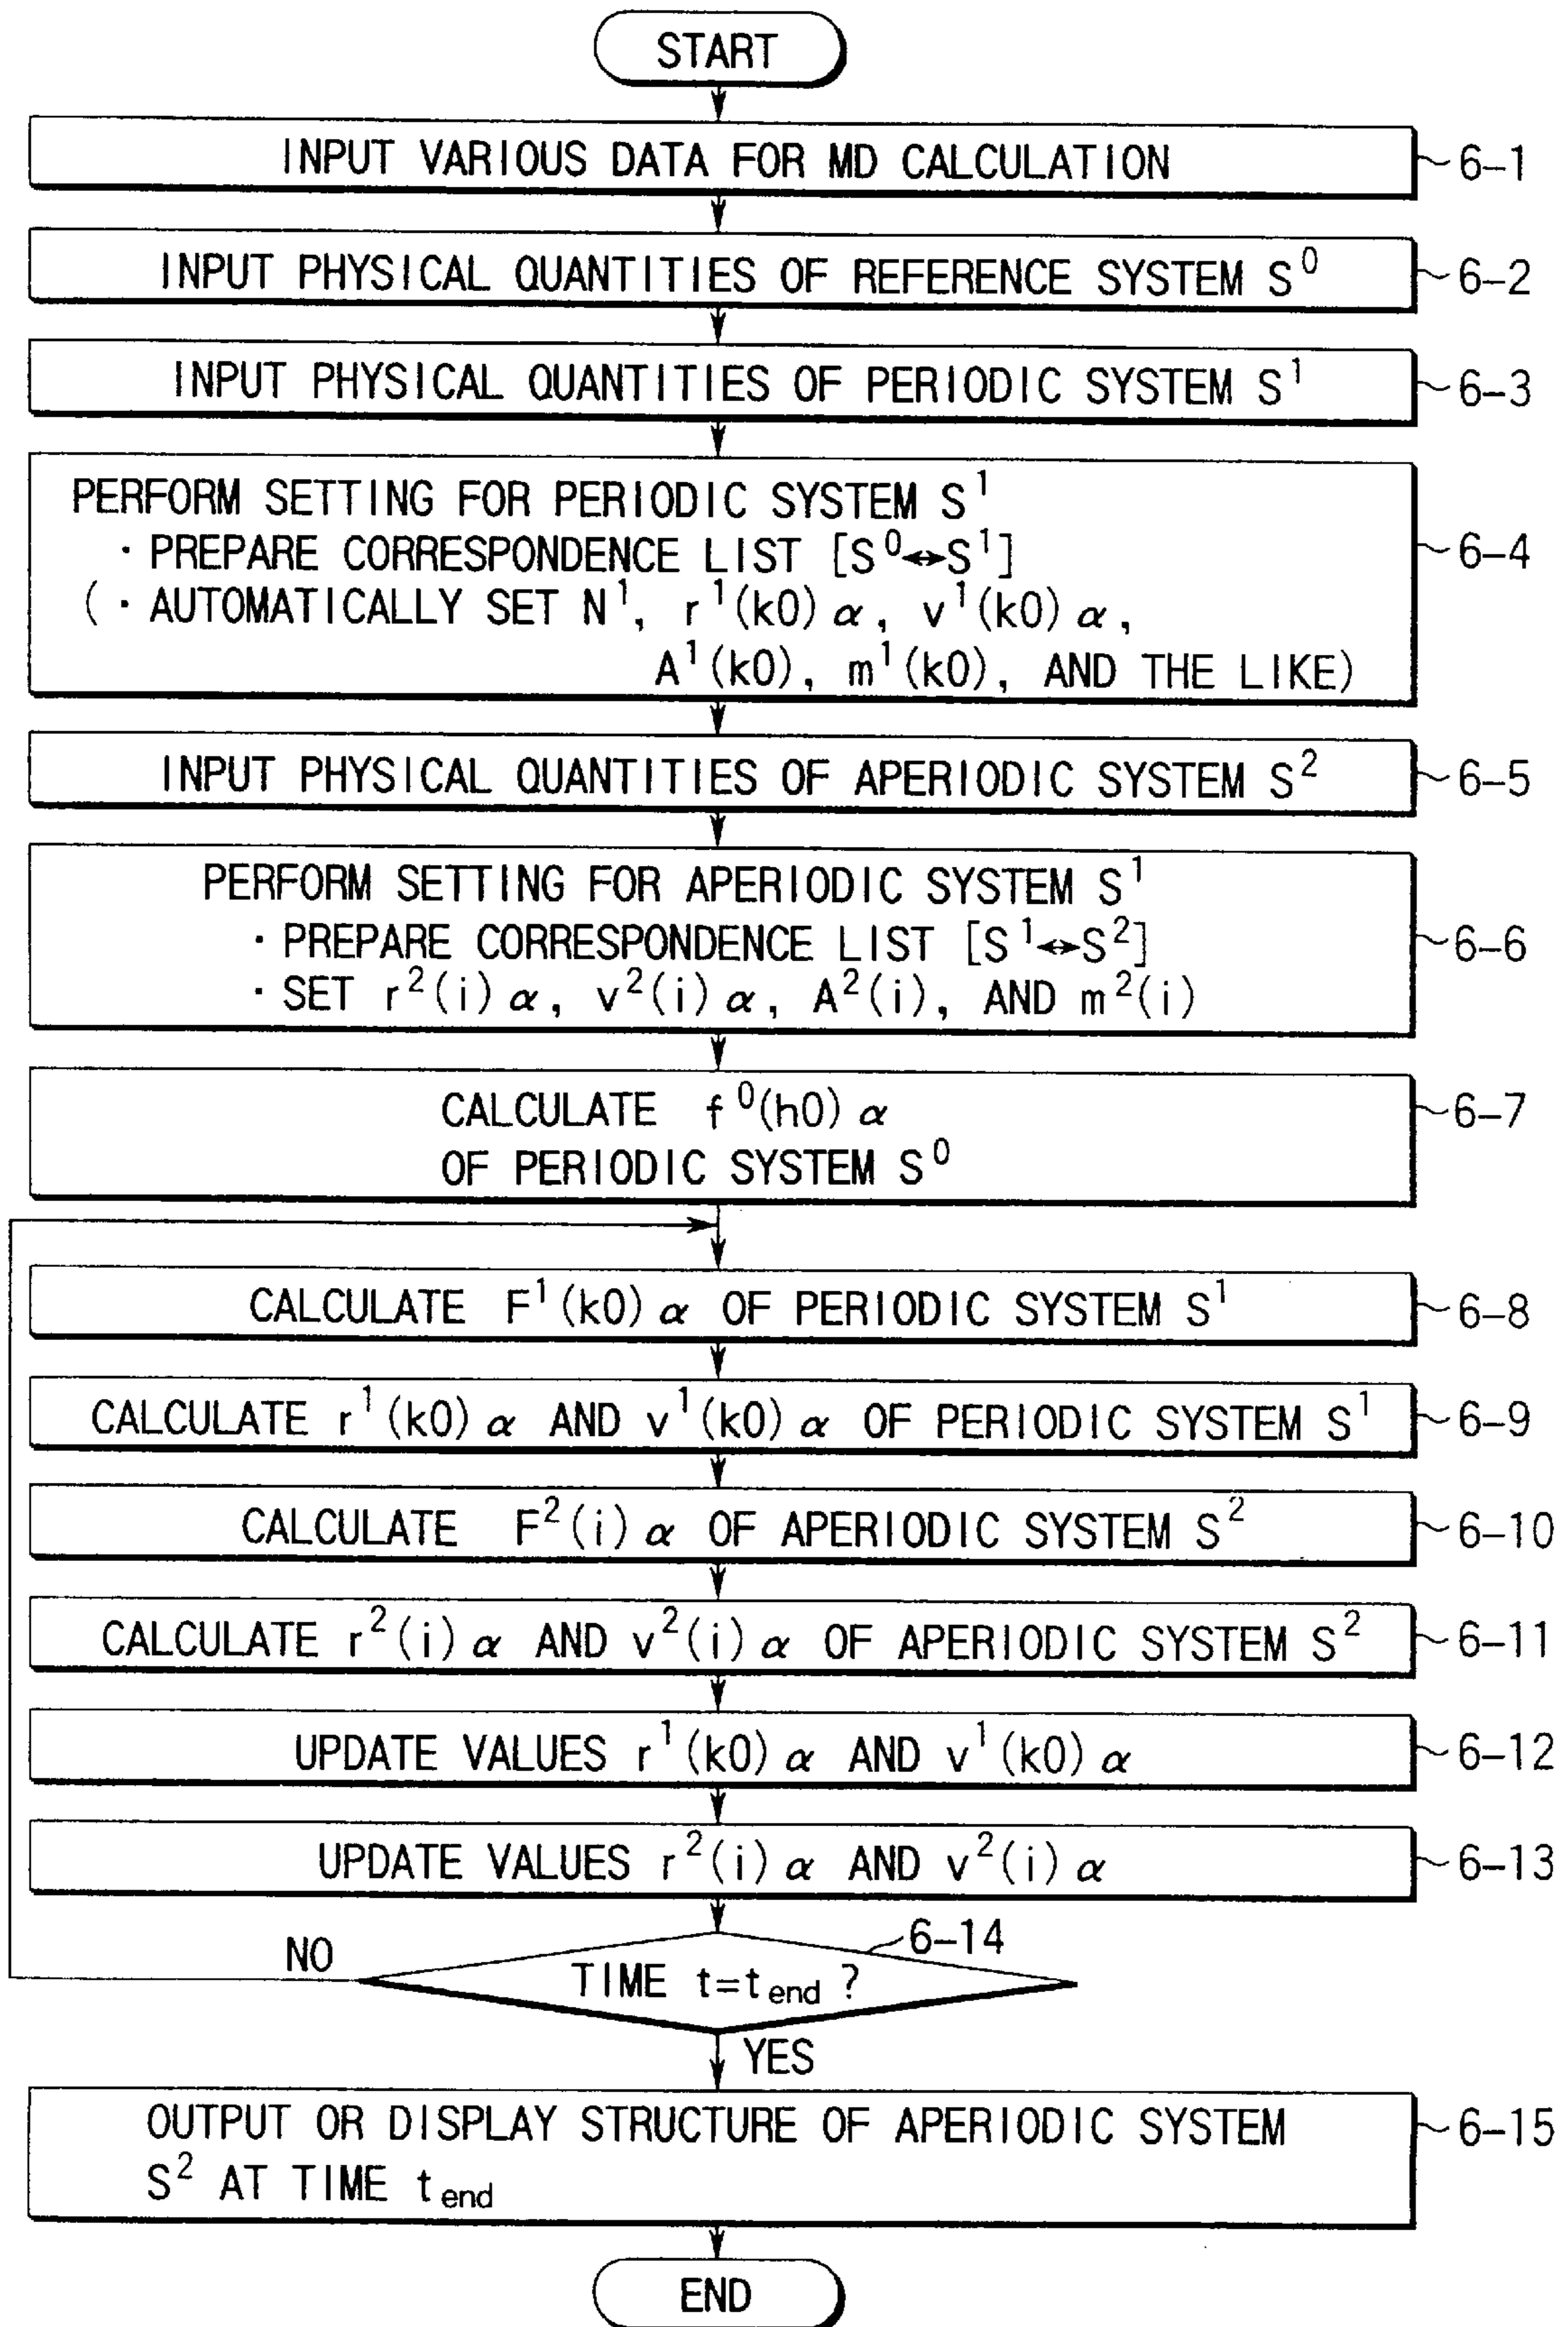 START
INPUT VARIOUS DATA FOR MD CALCULATION
6-1
INPUT PHYSICAL QUANTITIES OF REFERENCE SYSTEM S⁰
6-2
INPUT PHYSICAL QUANTITIES OF PERIODIC SYSTEM S¹
6-3
PERFORM SETTING FOR PERIODIC SYSTEM S¹
· PREPARE CORRESPONDENCE LIST [S⁰↔S¹]
(· AUTOMATICALLY SET N¹, r¹(k0)α, v¹(k0)α,
A¹(k0), m¹(k0), AND THE LIKE)
6-4
INPUT PHYSICAL QUANTITIES OF APERIODIC SYSTEM S²
6-5
PERFORM SETTING FOR APERIODIC SYSTEM S¹
· PREPARE CORRESPONDENCE LIST [S¹↔S²]
· SET r²(i)α, v²(i)α, A²(i), AND m²(i)
6-6
CALCULATE f⁰(h0)α
OF PERIODIC SYSTEM S⁰
6-7
CALCULATE F¹(k0)α OF PERIODIC SYSTEM S¹
6-8
CALCULATE r¹(k0)α AND v¹(k0)α OF PERIODIC SYSTEM S¹
6-9
CALCULATE F²(i)α OF APERIODIC SYSTEM S²
6-10
CALCULATE r²(i)α AND v²(i)α OF APERIODIC SYSTEM S²
6-11
UPDATE VALUES r¹(k0)α AND v¹(k0)α
6-12
UPDATE VALUES r²(i)α AND v²(i)α
6-13
6-14
NO
TIME t=t_end ?
YES
OUTPUT OR DISPLAY STRUCTURE OF APERIODIC SYSTEM
S² AT TIME t_end
6-15
END